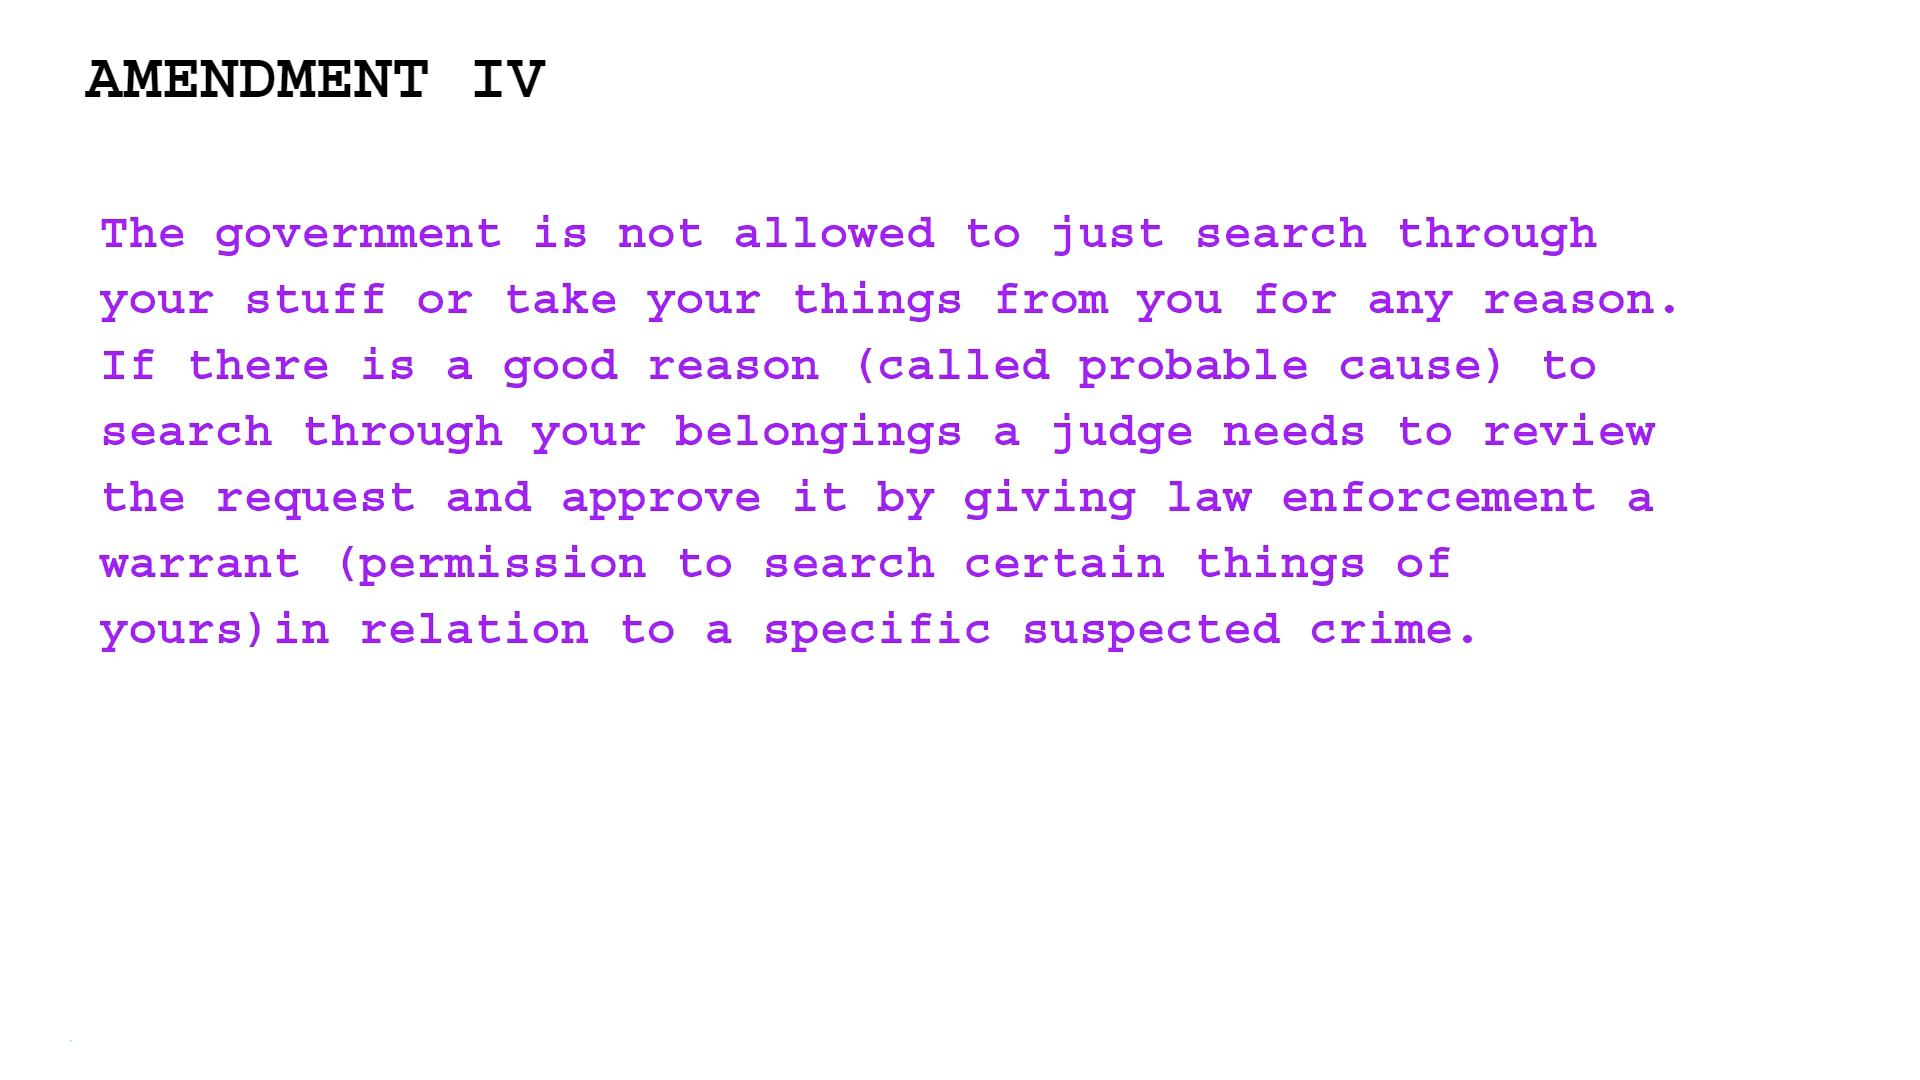 AMENDMENT IV
The government is not allowed to just search through
your stuff or take your things from you for any reason.
If there is a good reason (called probable cause) to
search through your belongings a judge needs to review
the request and approve it by giving law enforcement a
warrant (permission to search certain things of
yours)in relation to a specific suspected crime.